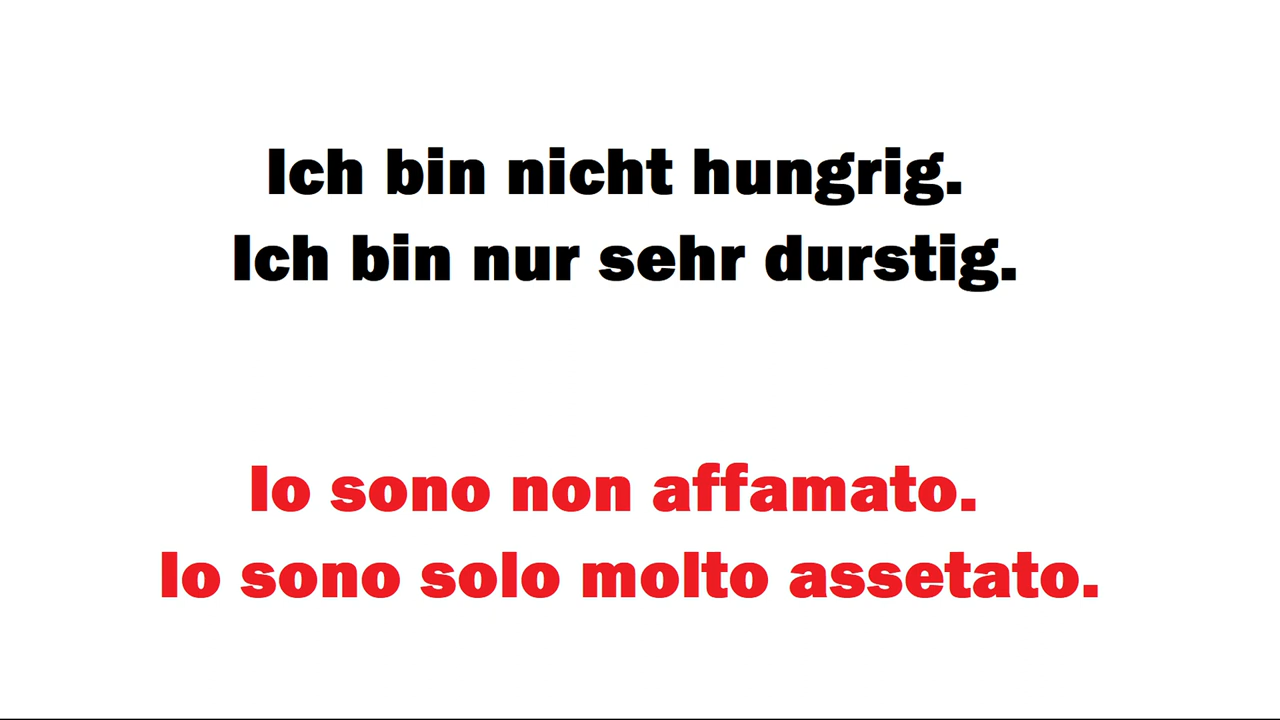 Ich bin nicht hungrig.
Ich bin nur sehr durstig.
Io sono non affamato.
Io sono solo molto assetato.